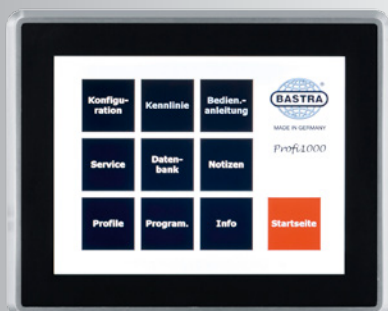 Konfigu-
ration
Kennlinie
Bedien.-
anleitung
BASTRA
MADE IN GERMANY
Profi1000
Service
Daten-
bank
Notizen
Profile
Program.
Info
Startseite